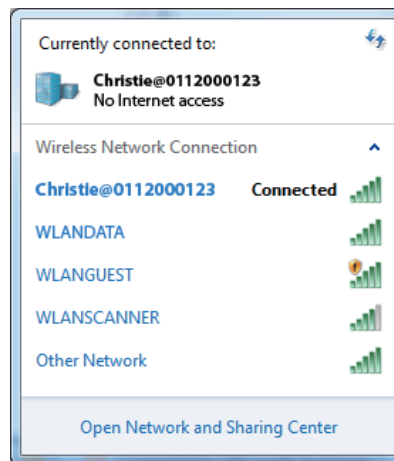 Currently connected to:
Christie@0112000123
No Internet access
Wireless Network Connection
Christie@0112000123 Connected
WLANDATA
WLANGUEST
WLANSCANNER
Other Network
Open Network and Sharing Center